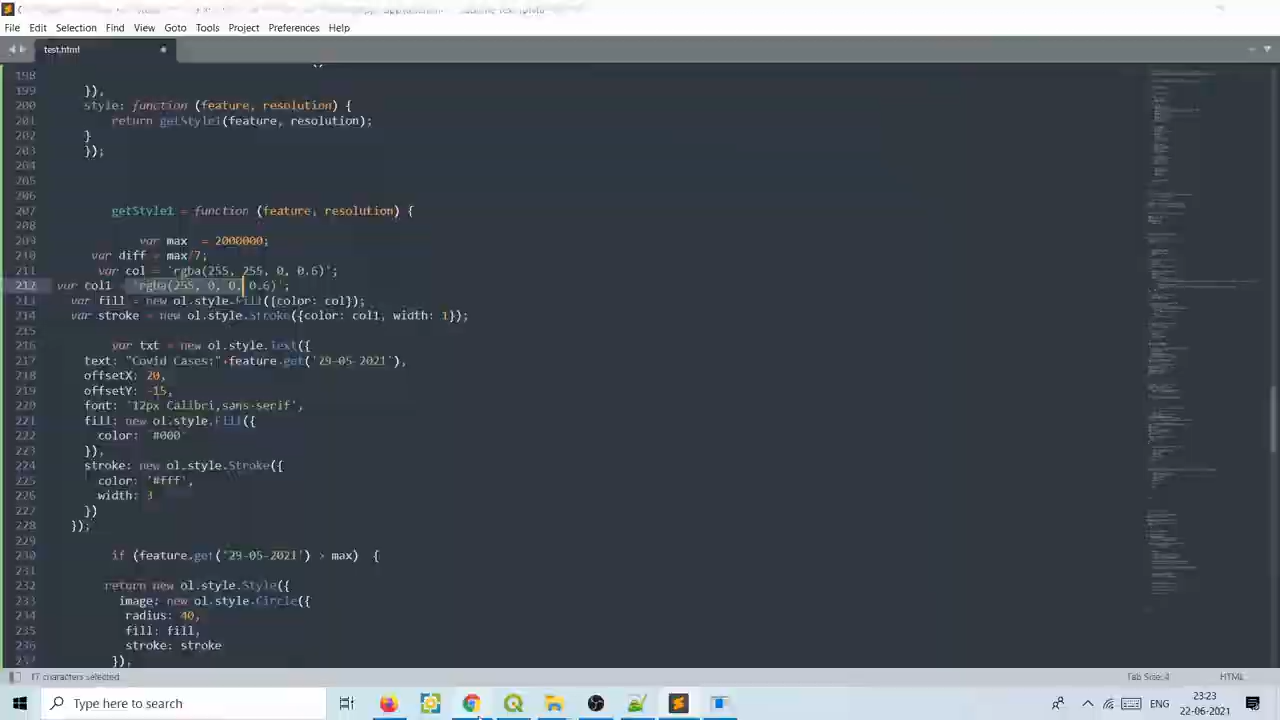 File Edit Selection Find View Goto Tools Project Preferences Help
test.html
198
199 }),
200 style: function (feature, resolution) {
201 return getStyle1(feature, resolution);
202 }
203 });
204
205
206
207 getStyle1 = function (feature, resolution) {
208
209 var max = 2000000;
210 var diff = max/7;
211 var col = 'rgba(255, 255, 0, 0.6)';
212 var col1 = 'rgba(255, 0, 0, 0.6)';
213 var fill = new ol.style.Fill({color: col});
214 var stroke = new ol.style.Stroke({color: col1, width: 1});
215
216 var txt = new ol.style.Text({
217 text: "Covid Cases:"+feature.get('29-05-2021'),
218 offsetX: 20,
219 offsetY: -15,
220 font: '12px Calibri,sans-serif',
221 fill: new ol.style.Fill({
222 color: '#000'
223 }),
224 stroke: new ol.style.Stroke({
225 color: '#fff',
226 width: 3
227 })
228 });
229
230 if (feature.get('29-05-2021') > max) {
231
232 return new ol.style.Style({
233 image: new ol.style.Circle({
234 radius: 40,
235 fill: fill,
236 stroke: stroke
237 }),
17 characters selected
Tab Size: 4
HTML
Type here to search
ENG
23:23
22-06-2021